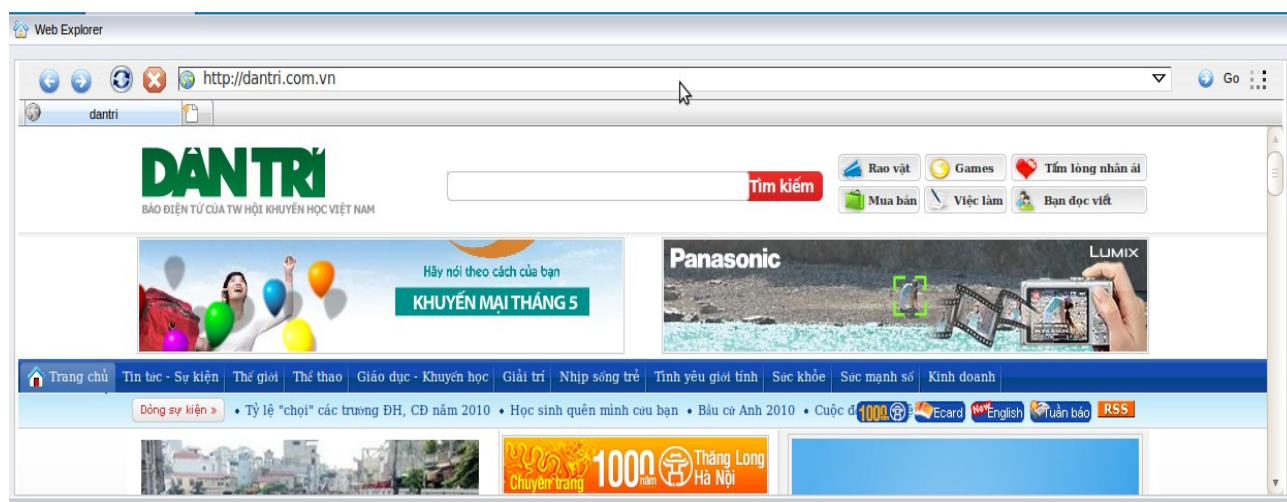 Web Explorer
http://dantri.com.vn
Go
dantri
DÂN TRÍ
BÁO ĐIỆN TỬ CỦA TW HỘI KHUYẾN HỌC VIỆT NAM
Tìm kiếm
Rao vặt Games Tấm lòng nhân ái
Mua bán Việc làm Bạn đọc viết
Hãy nói theo cách của bạn
KHUYẾN MẠI THÁNG 5
Panasonic
LUMIX
Trang chủ Tin tức - Sự kiện Thế giới Thể thao Giáo dục - Khuyến học Giải trí Nhịp sống trẻ Tình yêu giới tính Sức khỏe Sức mạnh số Kinh doanh
Dòng sự kiện » • Tỷ lệ "chọi" các trường ĐH, CĐ năm 2010 • Học sinh quên mình cứu bạn • Bầu cử Anh 2010 • Cuộc 1000 Ecard New English Tuần báo RSS
Chuyên trang 1000 năm Thăng Long
Hà Nội